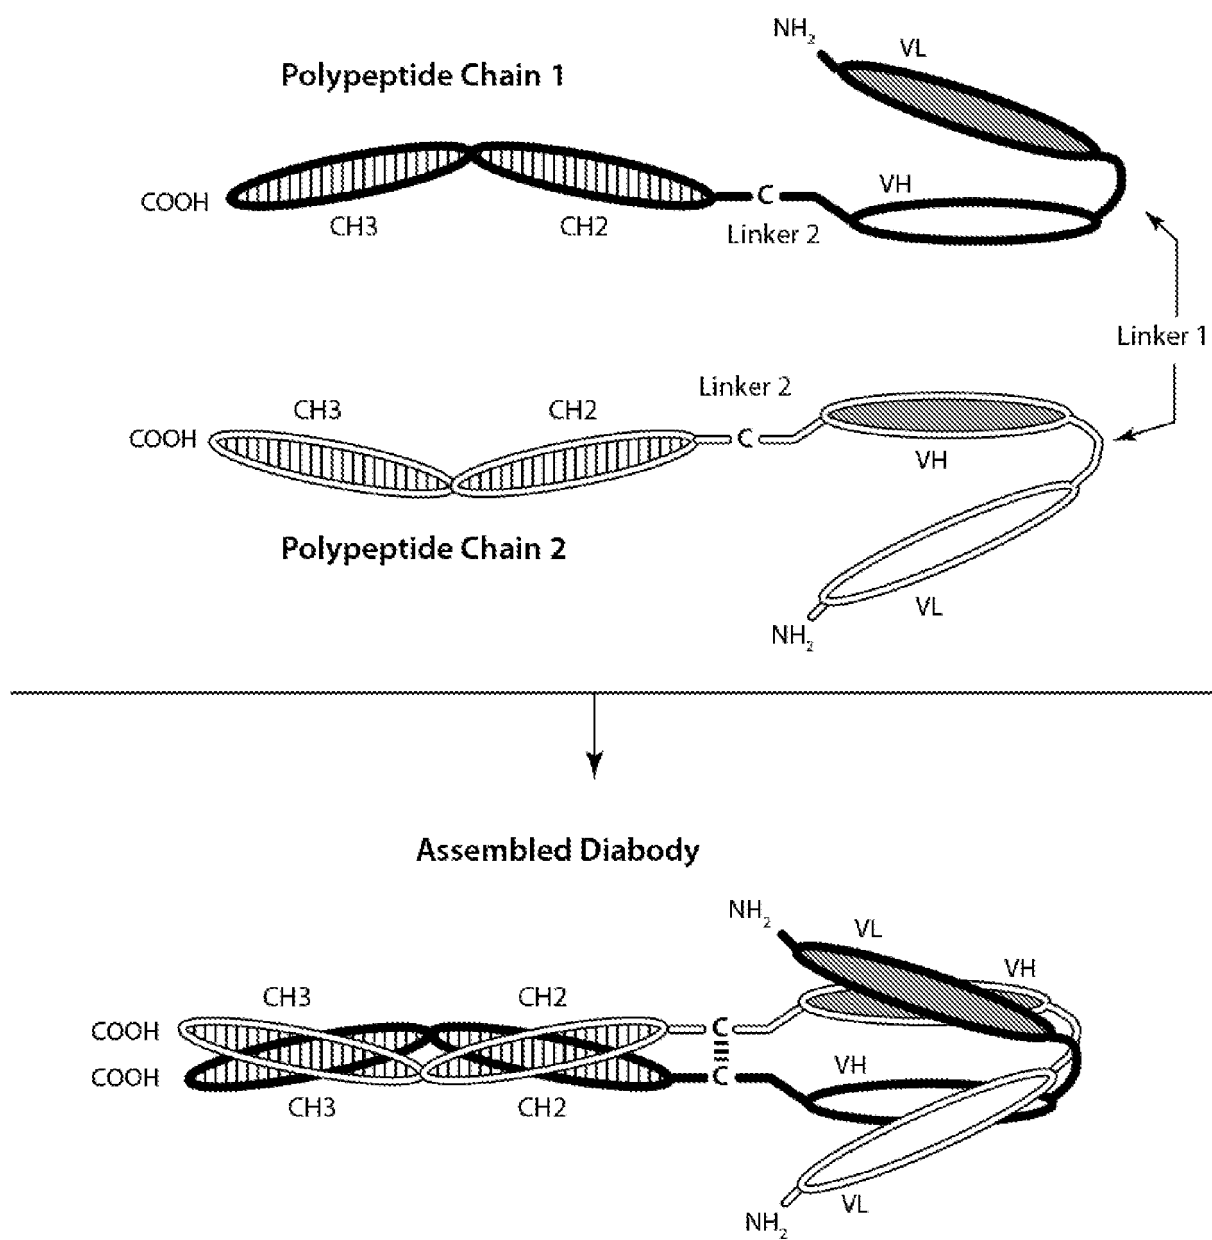 NH₂
VL
Polypeptide Chain 1
COOH
CH3
CH2
C
Linker 2
VH
Linker 1
Linker 2
CH3
CH2
COOH
C
VH
Polypeptide Chain 2
VL
NH₂
Assembled Diabody
NH₂
VL
VH
CH3
CH2
COOH
C
COOH
C
VH
CH3
CH2
VL
NH₂